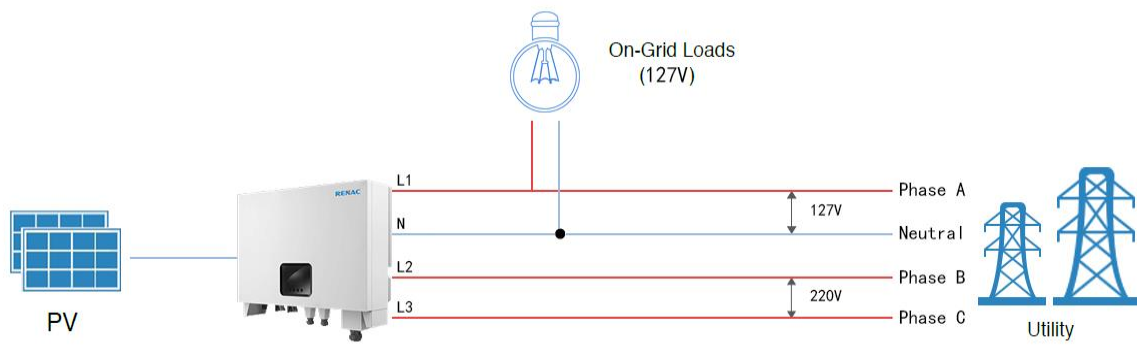 On-Grid Loads
(127V)
RENAC
L1
Phase A
127V
N
Neutral
L2
Phase B
220V
L3
Phase C
PV
Utility